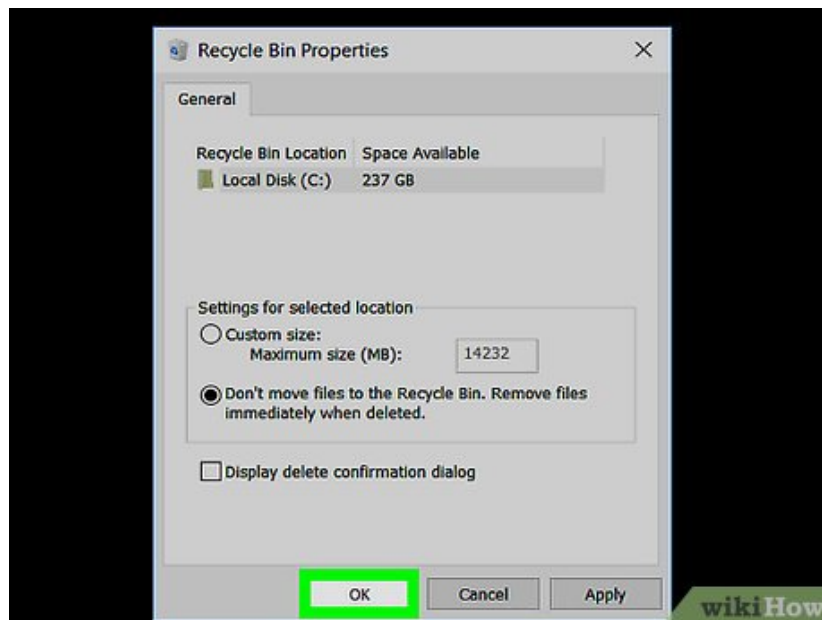 Recycle Bin Properties
General
Recycle Bin Location Space Available
Local Disk (C:) 237 GB
Settings for selected location
Custom size:
Maximum size (MB): 14232
Don't move files to the Recycle Bin. Remove files
immediately when deleted.
Display delete confirmation dialog
OK Cancel Apply
wikiHow